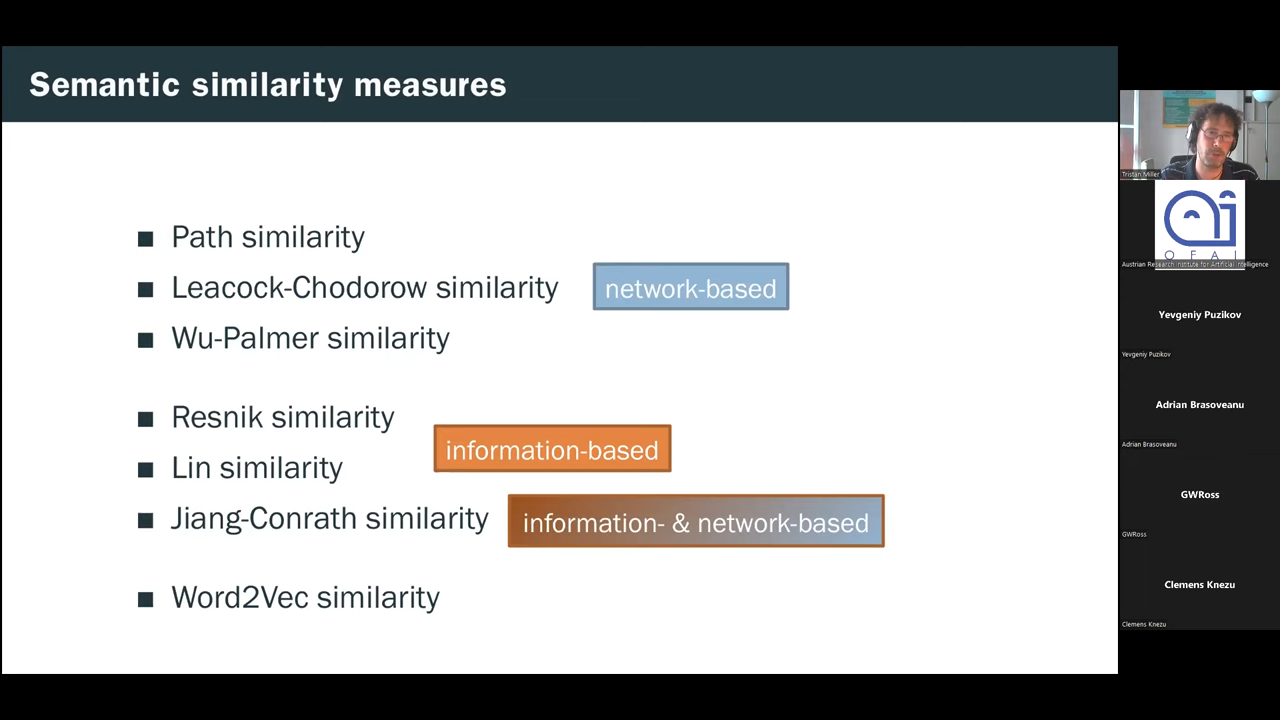 Semantic similarity measures
■ Path similarity
■ Leacock-Chodorow similarity
network-based
■ Wu-Palmer similarity
■ Resnik similarity
information-based
■ Lin similarity
■ Jiang-Conrath similarity
information- & network-based
■ Word2Vec similarity
Tristan Miller
OFAI
Austrian Research Institute for Artificial Intelligence
Yevgeniy Puzikov
Yevgeniy Puzikov
Adrian Brasoveanu
Adrian Brasoveanu
GWRoss
GWRoss
Clemens Knezu
Clemens Knezu